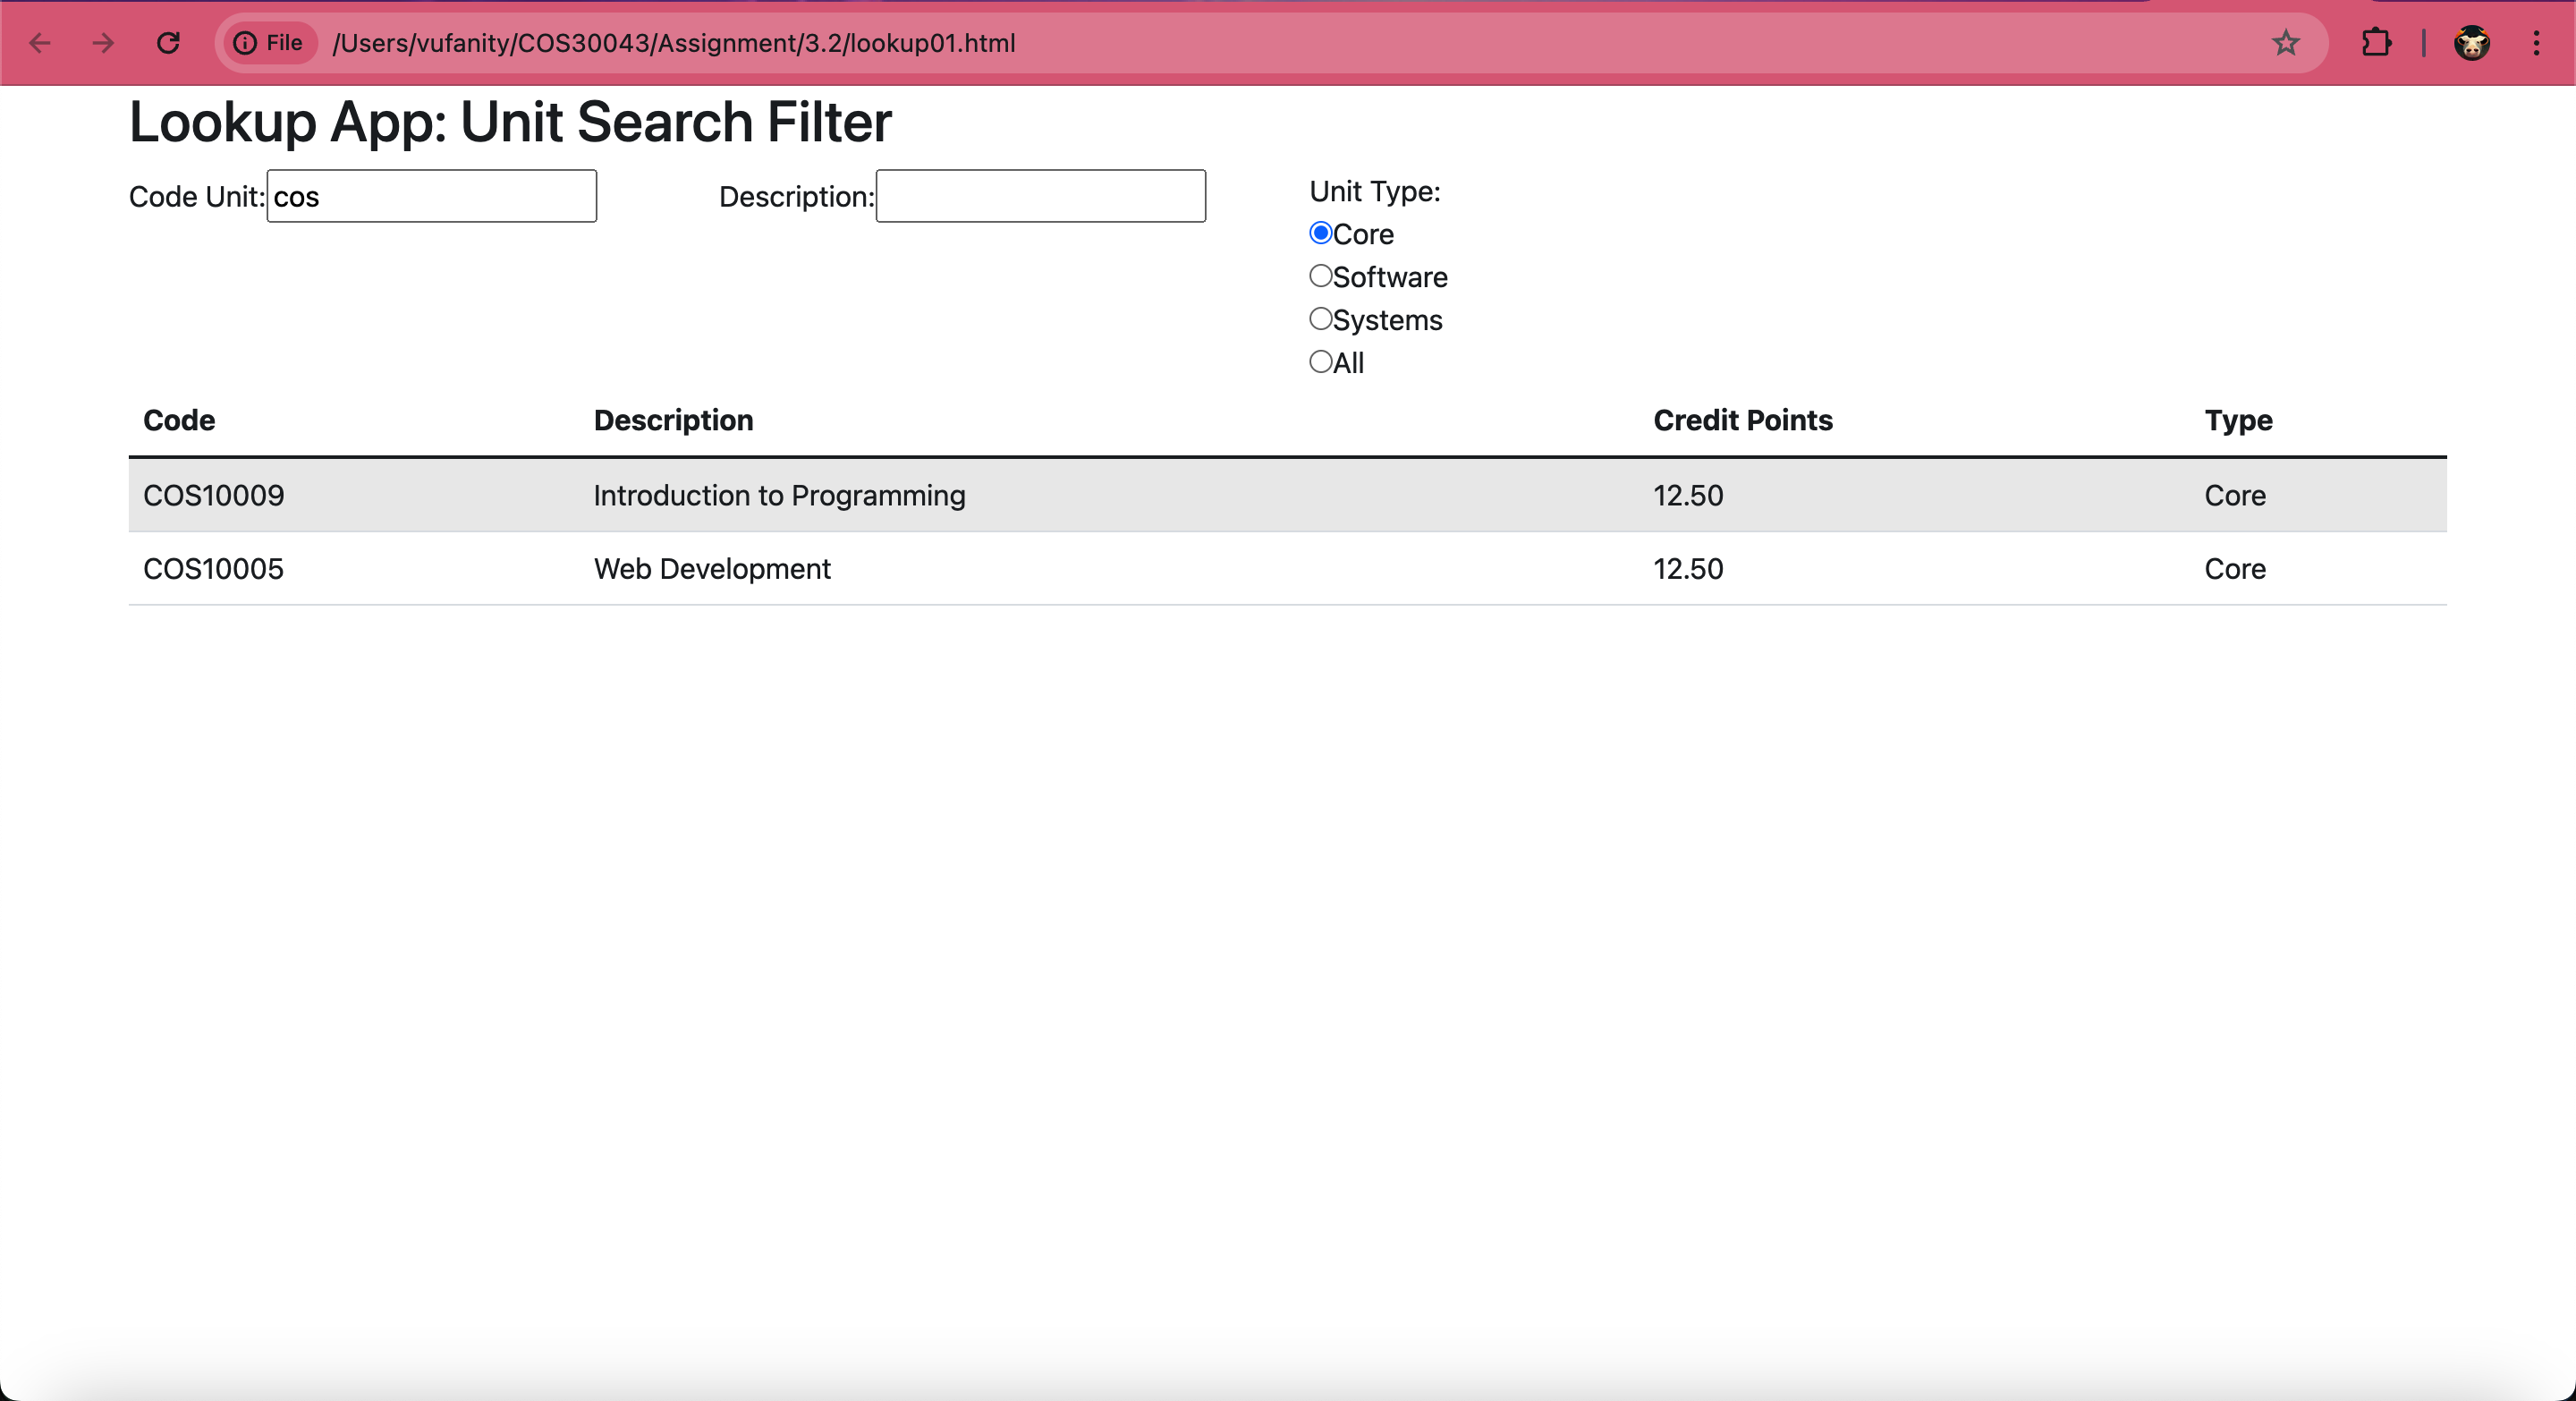 File /Users/vufanity/COS30043/Assignment/3.2/lookup01.html
Lookup App: Unit Search Filter
Code Unit: cos Description: Unit Type:
Core
Software
Systems
All
Code Description Credit Points Type
COS10009 Introduction to Programming 12.50 Core
COS10005 Web Development 12.50 Core